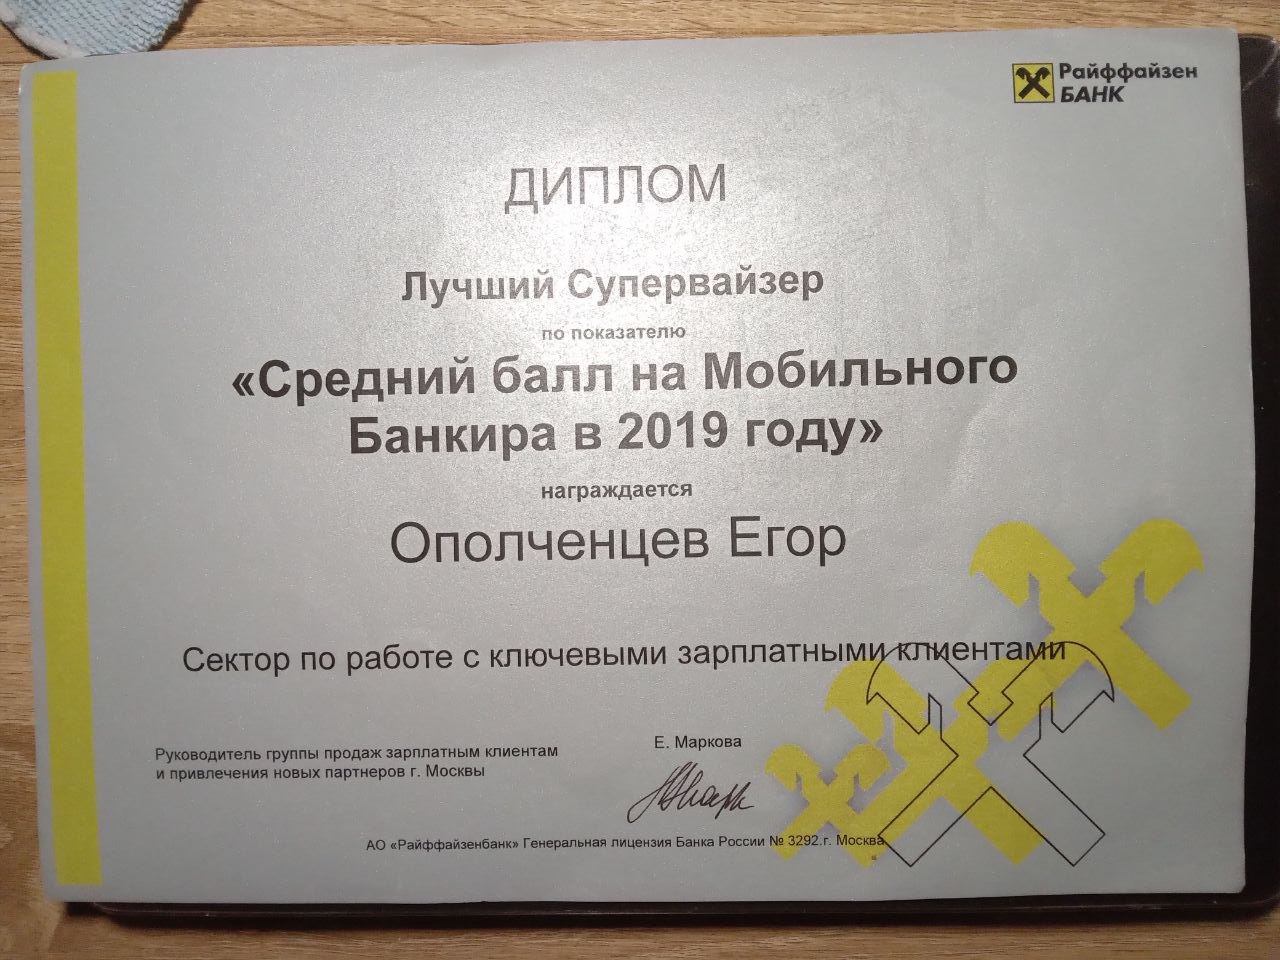 Райффайзен
БАНК
ДИПЛОМ
Лучший Супервайзер
по показателю
«Средний балл на Мобильного
Банкира в 2019 году»
награждается
Ополченцев Егор
Сектор по работе с ключевыми зарплатными клиентами
Руководитель группы продаж зарплатным клиентам
и привлечения новых партнеров г. Москвы
Е. Маркова
АО «Райффайзенбанк» Генеральная лицензия Банка России № 3292.г. Москва